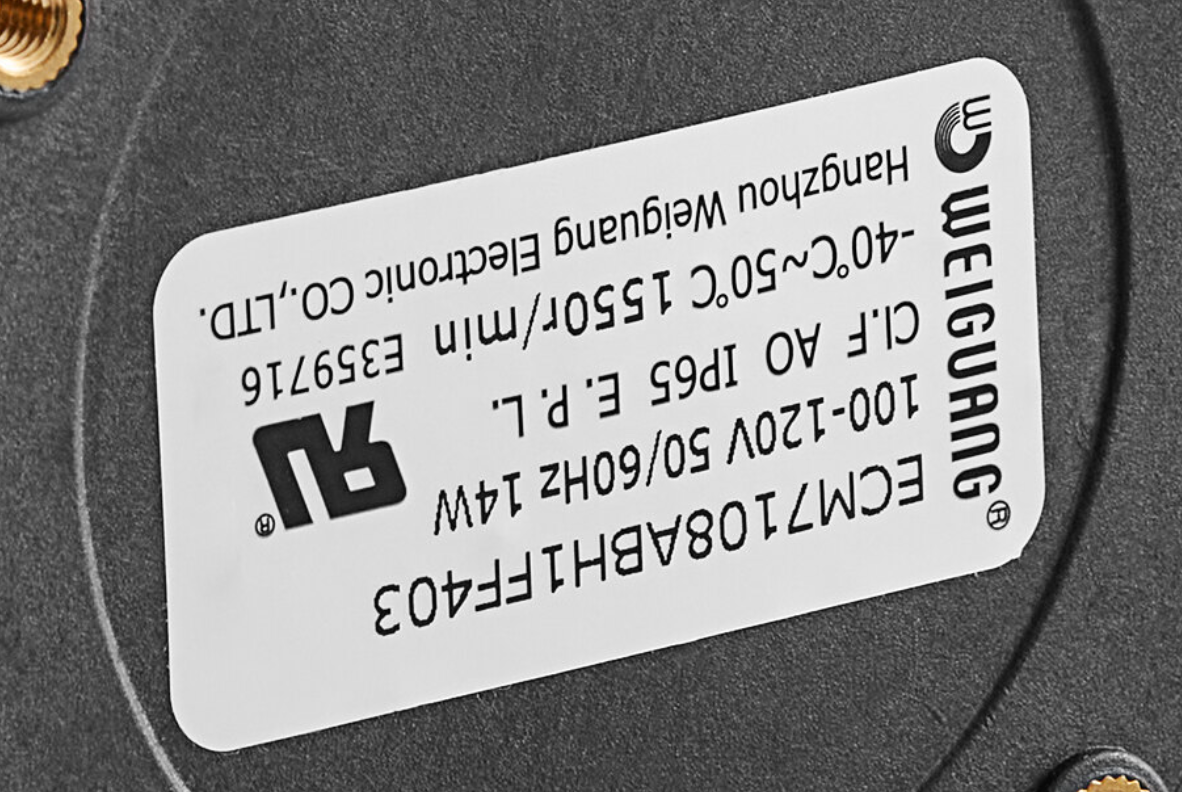 WEIGUANG®
ECM7108ABH1FF403
100-120V 50/60Hz 14W
CI.F AO IP65 E. P. L.
-40℃~50℃ 1550r/min E359716
Hangzhou Weiguang Electronic CO.,LTD.